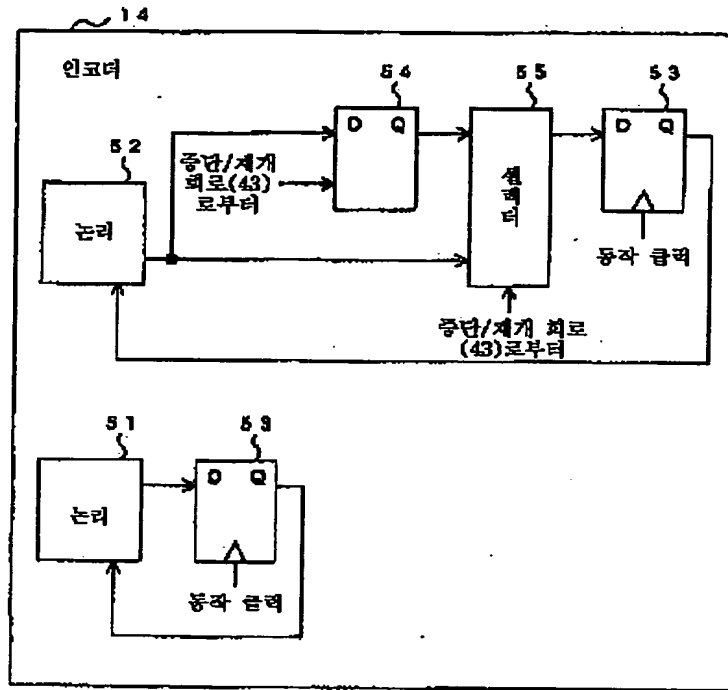 14
인코더
54
55
53
52
D Q
D Q
중단/재개
회로(43)
로부터
셀렉터
논리
동작 클럭
중단/재개 회로
(43)로부터
51
53
D Q
논리
동작 클럭